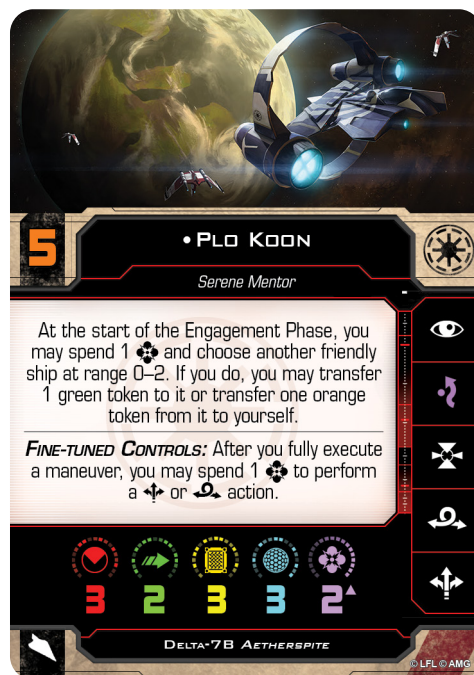 5
•Plo Koon
Serene Mentor
At the start of the Engagement Phase, you
may spend 1 and choose another friendly
ship at range 0–2. If you do, you may transfer
1 green token to it or transfer one orange
token from it to yourself.
Fine-tuned Controls: After you fully execute
a maneuver, you may spend 1 to perform
a or action.
3 2 3 3 2
Delta-7B Aetherspite
© LFL © AMG